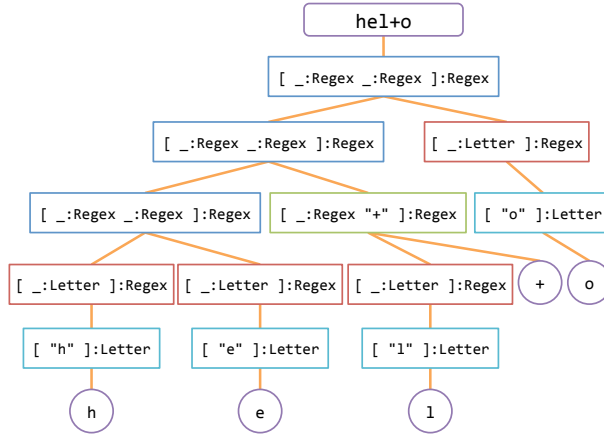 hel+o
[ _:Regex _:Regex ]:Regex
[ _:Regex _:Regex ]:Regex [ _:Letter ]:Regex
[ _:Regex _:Regex ]:Regex [ _:Regex "+" ]:Regex [ "o" ]:Letter
[ _:Letter ]:Regex [ _:Letter ]:Regex [ _:Letter ]:Regex + o
[ "h" ]:Letter [ "e" ]:Letter [ "l" ]:Letter
h e l